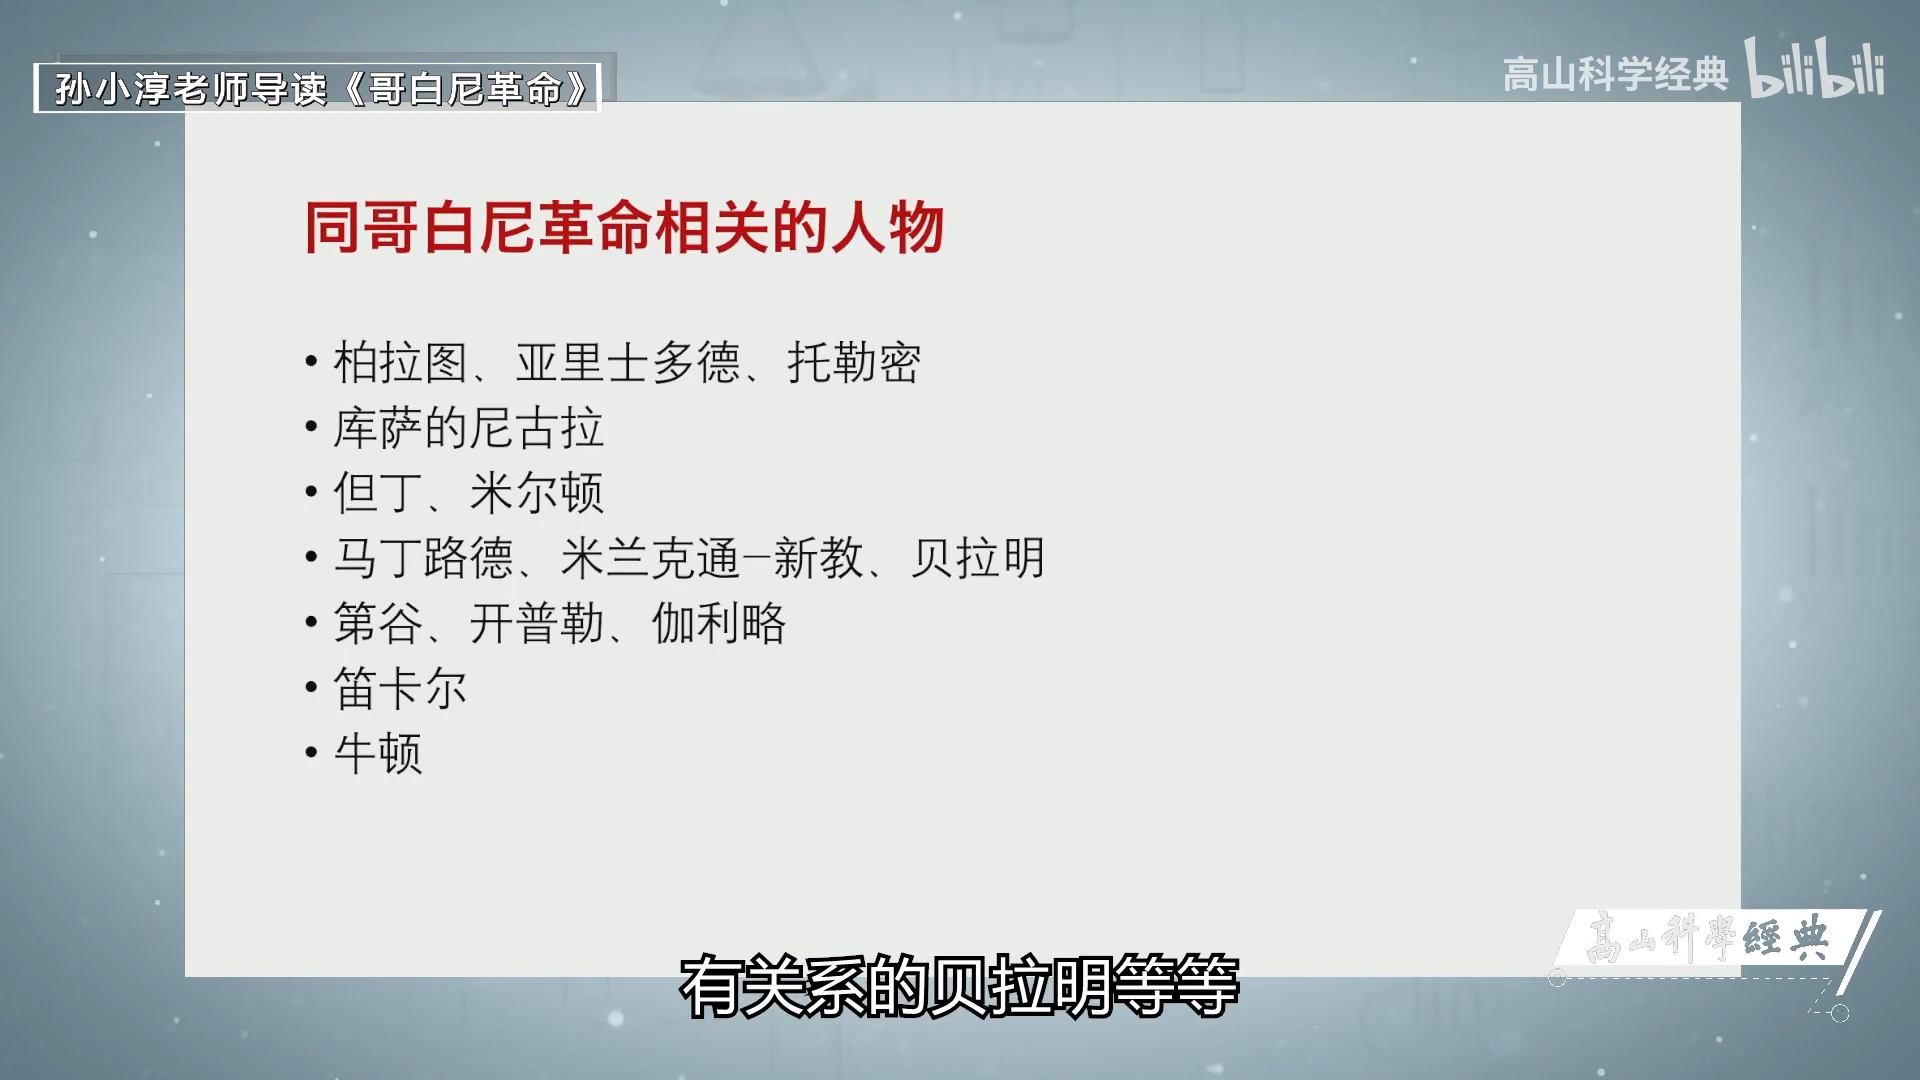 孙小淳老师导读《哥白尼革命》
高山科学经典 bilibili
同哥白尼革命相关的人物
• 柏拉图、亚里士多德、托勒密
• 库萨的尼古拉
• 但丁、米尔顿
• 马丁路德、米兰克通—新教、贝拉明
• 第谷、开普勒、伽利略
• 笛卡尔
• 牛顿
高山科學經典
有关系的贝拉明等等